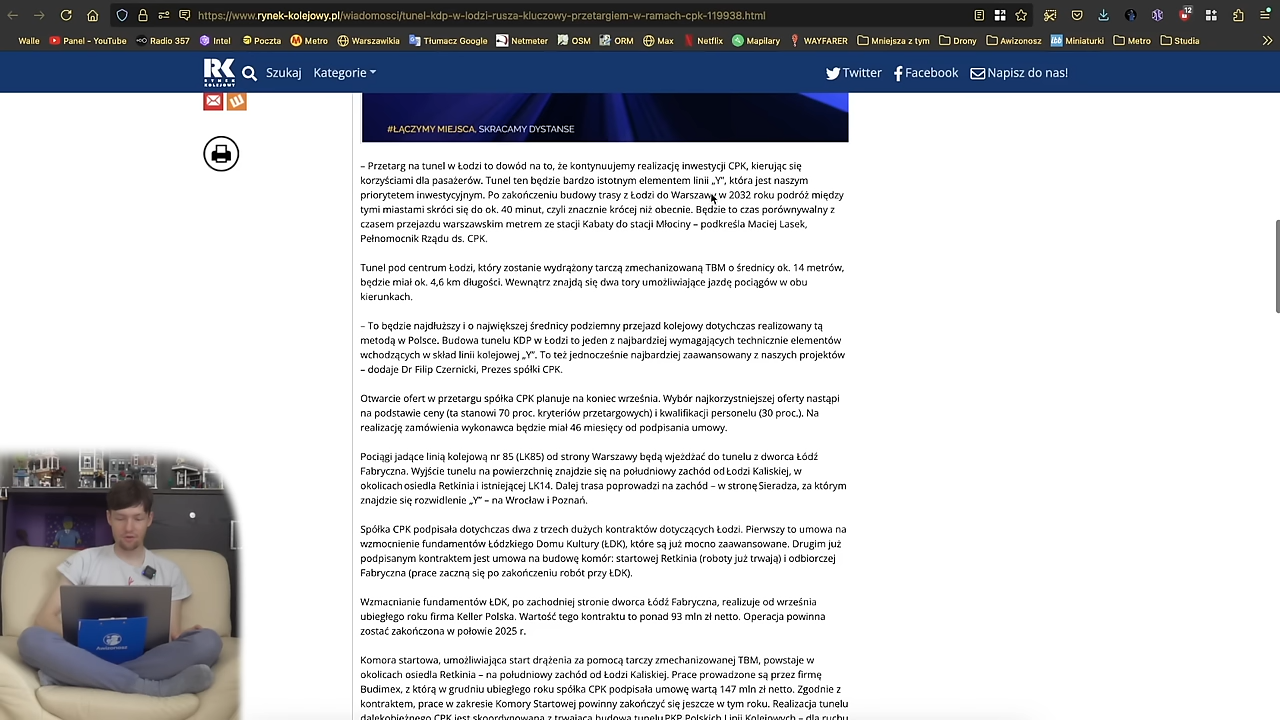 https://www.rynek-kolejowy.pl/wiadomosci/tunel-kdp-w-lodzi-rusza-kluczowy-przetargiem-w-ramach-cpk-119938.html
12
Walle Panel - YouTube Radio 357 Intel Poczta Metro Warszawikia Tłumacz Google Netmeter OSM ORM Max Netflix Mapilary WAYFARER Mniejsza z tym Drony Awizonosz Miniaturki Metro Studia
RK RYNEK KOLEJOWY Szukaj Kategorie Twitter Facebook Napisz do nas!
#ŁĄCZYMY MIEJSCA, SKRACAMY DYSTANSE
– Przetarg na tunel w Łodzi to dowód na to, że kontynuujemy realizację inwestycji CPK, kierując się
korzyściami dla pasażerów. Tunel ten będzie bardzo istotnym elementem linii „Y”, która jest naszym
priorytetem inwestycyjnym. Po zakończeniu budowy trasy z Łodzi do Warszawy w 2032 roku podróż między
tymi miastami skróci się do ok. 40 minut, czyli znacznie krócej niż obecnie. Będzie to czas porównywalny z
czasem przejazdu warszawskim metrem ze stacji Kabaty do stacji Młociny – podkreśla Maciej Lasek,
Pełnomocnik Rządu ds. CPK.
Tunel pod centrum Łodzi, który zostanie wydrążony tarczą zmechanizowaną TBM o średnicy ok. 14 metrów,
będzie miał ok. 4,6 km długości. Wewnątrz znajdą się dwa tory umożliwiające jazdę pociągów w obu
kierunkach.
– To będzie najdłuższy i o największej średnicy podziemny przejazd kolejowy dotychczas realizowany tą
metodą w Polsce. Budowa tunelu KDP w Łodzi to jeden z najbardziej wymagających technicznie elementów
wchodzących w skład linii kolejowej „Y”. To też jednocześnie najbardziej zaawansowany z naszych projektów
– dodaje Dr Filip Czernicki, Prezes spółki CPK.
Otwarcie ofert w przetargu spółka CPK planuje na koniec września. Wybór najkorzystniejszej oferty nastąpi
na podstawie ceny (ta stanowi 70 proc. kryteriów przetargowych) i kwalifikacji personelu (30 proc.). Na
realizację zamówienia wykonawca będzie miał 46 miesięcy od podpisania umowy.
Pociągi jadące linią kolejową nr 85 (LK85) od strony Warszawy będą wjeżdżać do tunelu z dworca Łódź
Fabryczna. Wyjście tunelu na powierzchnię znajdzie się na południowy zachód od Łodzi Kaliskiej, w
okolicach osiedla Retkinia i istniejącej LK14. Dalej trasa poprowadzi na zachód – w stronę Sieradza, za którym
znajdzie się rozwidlenie „Y” – na Wrocław i Poznań.
Spółka CPK podpisała dotychczas dwa z trzech dużych kontraktów dotyczących Łodzi. Pierwszy to umowa na
wzmocnienie fundamentów Łódzkiego Domu Kultury (ŁDK), które są już mocno zaawansowane. Drugim już
podpisanym kontraktem jest umowa na budowę komór: startowej Retkinia (roboty już trwają) i odbiorczej
Fabryczna (prace zaczną się po zakończeniu robót przy ŁDK).
Wzmacnianie fundamentów ŁDK, po zachodniej stronie dworca Łódź Fabryczna, realizuje od września
ubiegłego roku firma Keller Polska. Wartość tego kontraktu to ponad 93 mln zł netto. Operacja powinna
zostać zakończona w połowie 2025 r.
Komora startowa, umożliwiająca start drążenia za pomocą tarczy zmechanizowanej TBM, powstaje w
okolicach osiedla Retkinia – na południowy zachód od Łodzi Kaliskiej. Prace prowadzone są przez firmę
Budimex, z którą w grudniu ubiegłego roku spółka CPK podpisała umowę wartą 147 mln zł netto. Zgodnie z
kontraktem, prace w zakresie Komory Startowej powinny zakończyć się jeszcze w tym roku. Realizacja tunelu
dalekobieżnego CPK jest skoordynowana z trwającą budową tunelu PKP Polskich Linii Kolejowych – dla ruchu